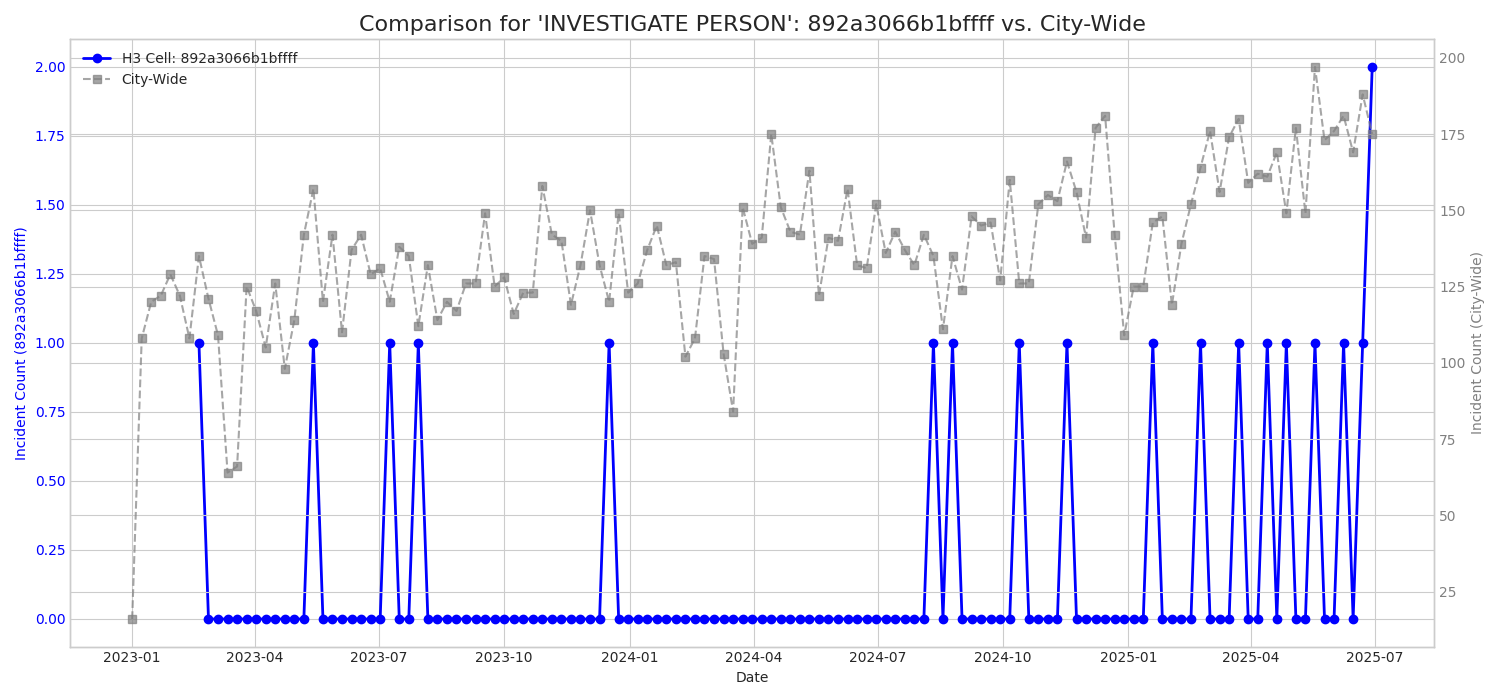 Comparison for 'INVESTIGATE PERSON': 892a3066b1bffff vs. City-Wide
H3 Cell: 892a3066b1bffff
City-Wide
Incident Count (892a3066b1bffff)
2.00
1.75
1.50
1.25
1.00
0.75
0.50
0.25
0.00
200
175
150
125
100
75
50
25
Incident Count (City-Wide)
2023-01 2023-04 2023-07 2023-10 2024-01 2024-04 2024-07 2024-10 2025-01 2025-04 2025-07
Date